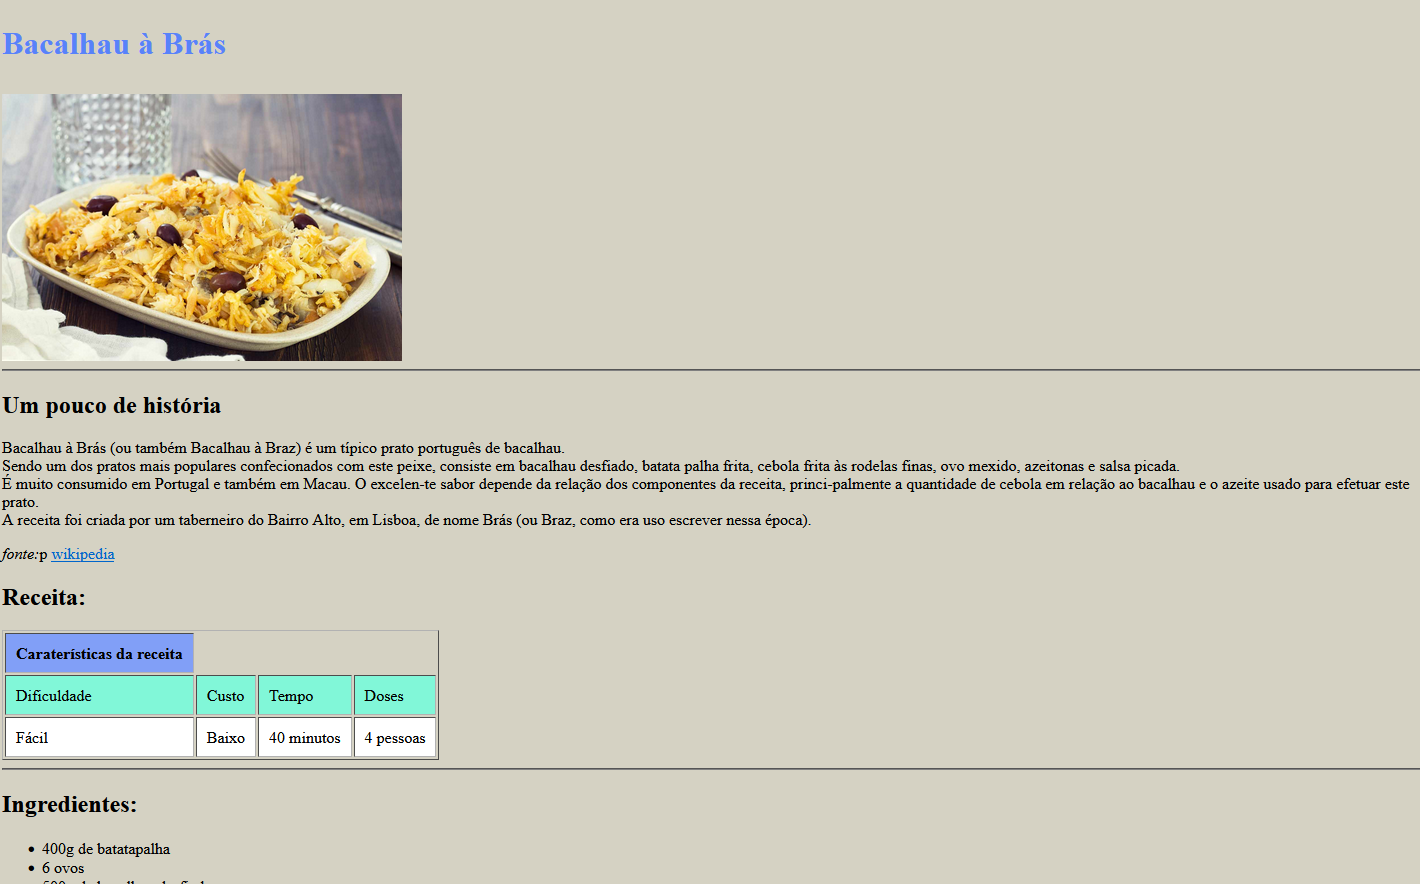 Bacalhau à Brás
Um pouco de história
Bacalhau à Brás (ou também Bacalhau à Braz) é um típico prato português de bacalhau.
Sendo um dos pratos mais populares confecionados com este peixe, consiste em bacalhau desfiado, batata palha frita, cebola frita às rodelas finas, ovo mexido, azeitonas e salsa picada.
É muito consumido em Portugal e também em Macau. O excelen-te sabor depende da relação dos componentes da receita, princi-palmente a quantidade de cebola em relação ao bacalhau e o azeite usado para efetuar este
prato.
A receita foi criada por um taberneiro do Bairro Alto, em Lisboa, de nome Brás (ou Braz, como era uso escrever nessa época).
fonte:p wikipedia
Receita:
Caraterísticas da receita
Dificuldade Custo Tempo Doses
Fácil Baixo 40 minutos 4 pessoas
Ingredientes:
400g de batatapalha
6 ovos